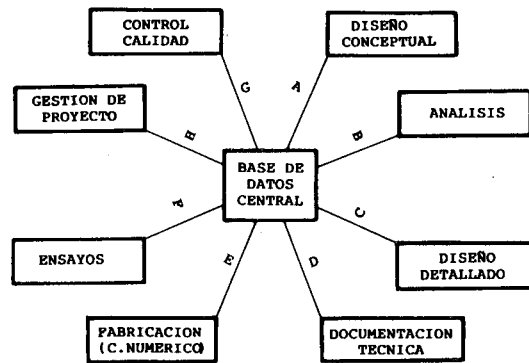 CONTROL
CALIDAD
DISEÑO
CONCEPTUAL
G
A
GESTION DE
PROYECTO
ANALISIS
H
B
BASE DE
DATOS
CENTRAL
F
C
ENSAYOS
DISEÑO
DETALLADO
E
D
FABRICACION
(C.NUMERICO)
DOCUMENTACION
TECNICA